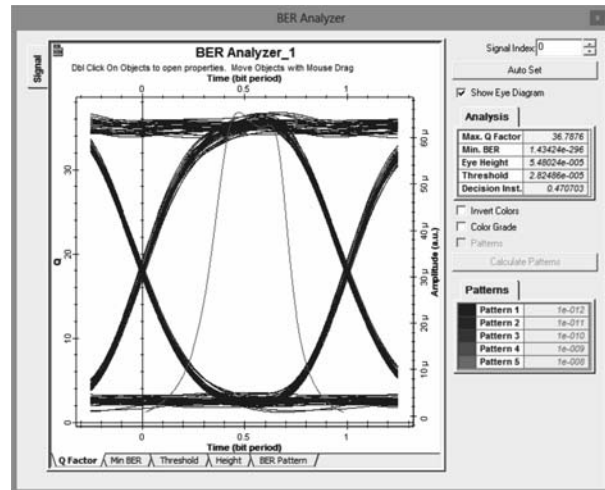 BER Analyzer
x
Signal
BER Analyzer_1
Dbl Click On Objects to open properties. Move Objects with Mouse Drag
Time (bit period)
0 0.5 1
Q
0 10 20 30
Amplitude (a.u.)
0 10 µ 20 µ 30 µ 40 µ 50 µ 60 µ
0 0.5 1
Time (bit period)
Q Factor Min BER Threshold Height BER Pattern
Signal Index: 0
Auto Set
Show Eye Diagram
Analysis
Max. Q Factor 36.7876
Min. BER 1.43424e-296
Eye Height 5.48024e-005
Threshold 2.82486e-005
Decision Inst. 0.470703
Invert Colors
Color Grade
Patterns
Calculate Patterns
Patterns
Pattern 1 1e-012
Pattern 2 1e-011
Pattern 3 1e-010
Pattern 4 1e-009
Pattern 5 1e-008